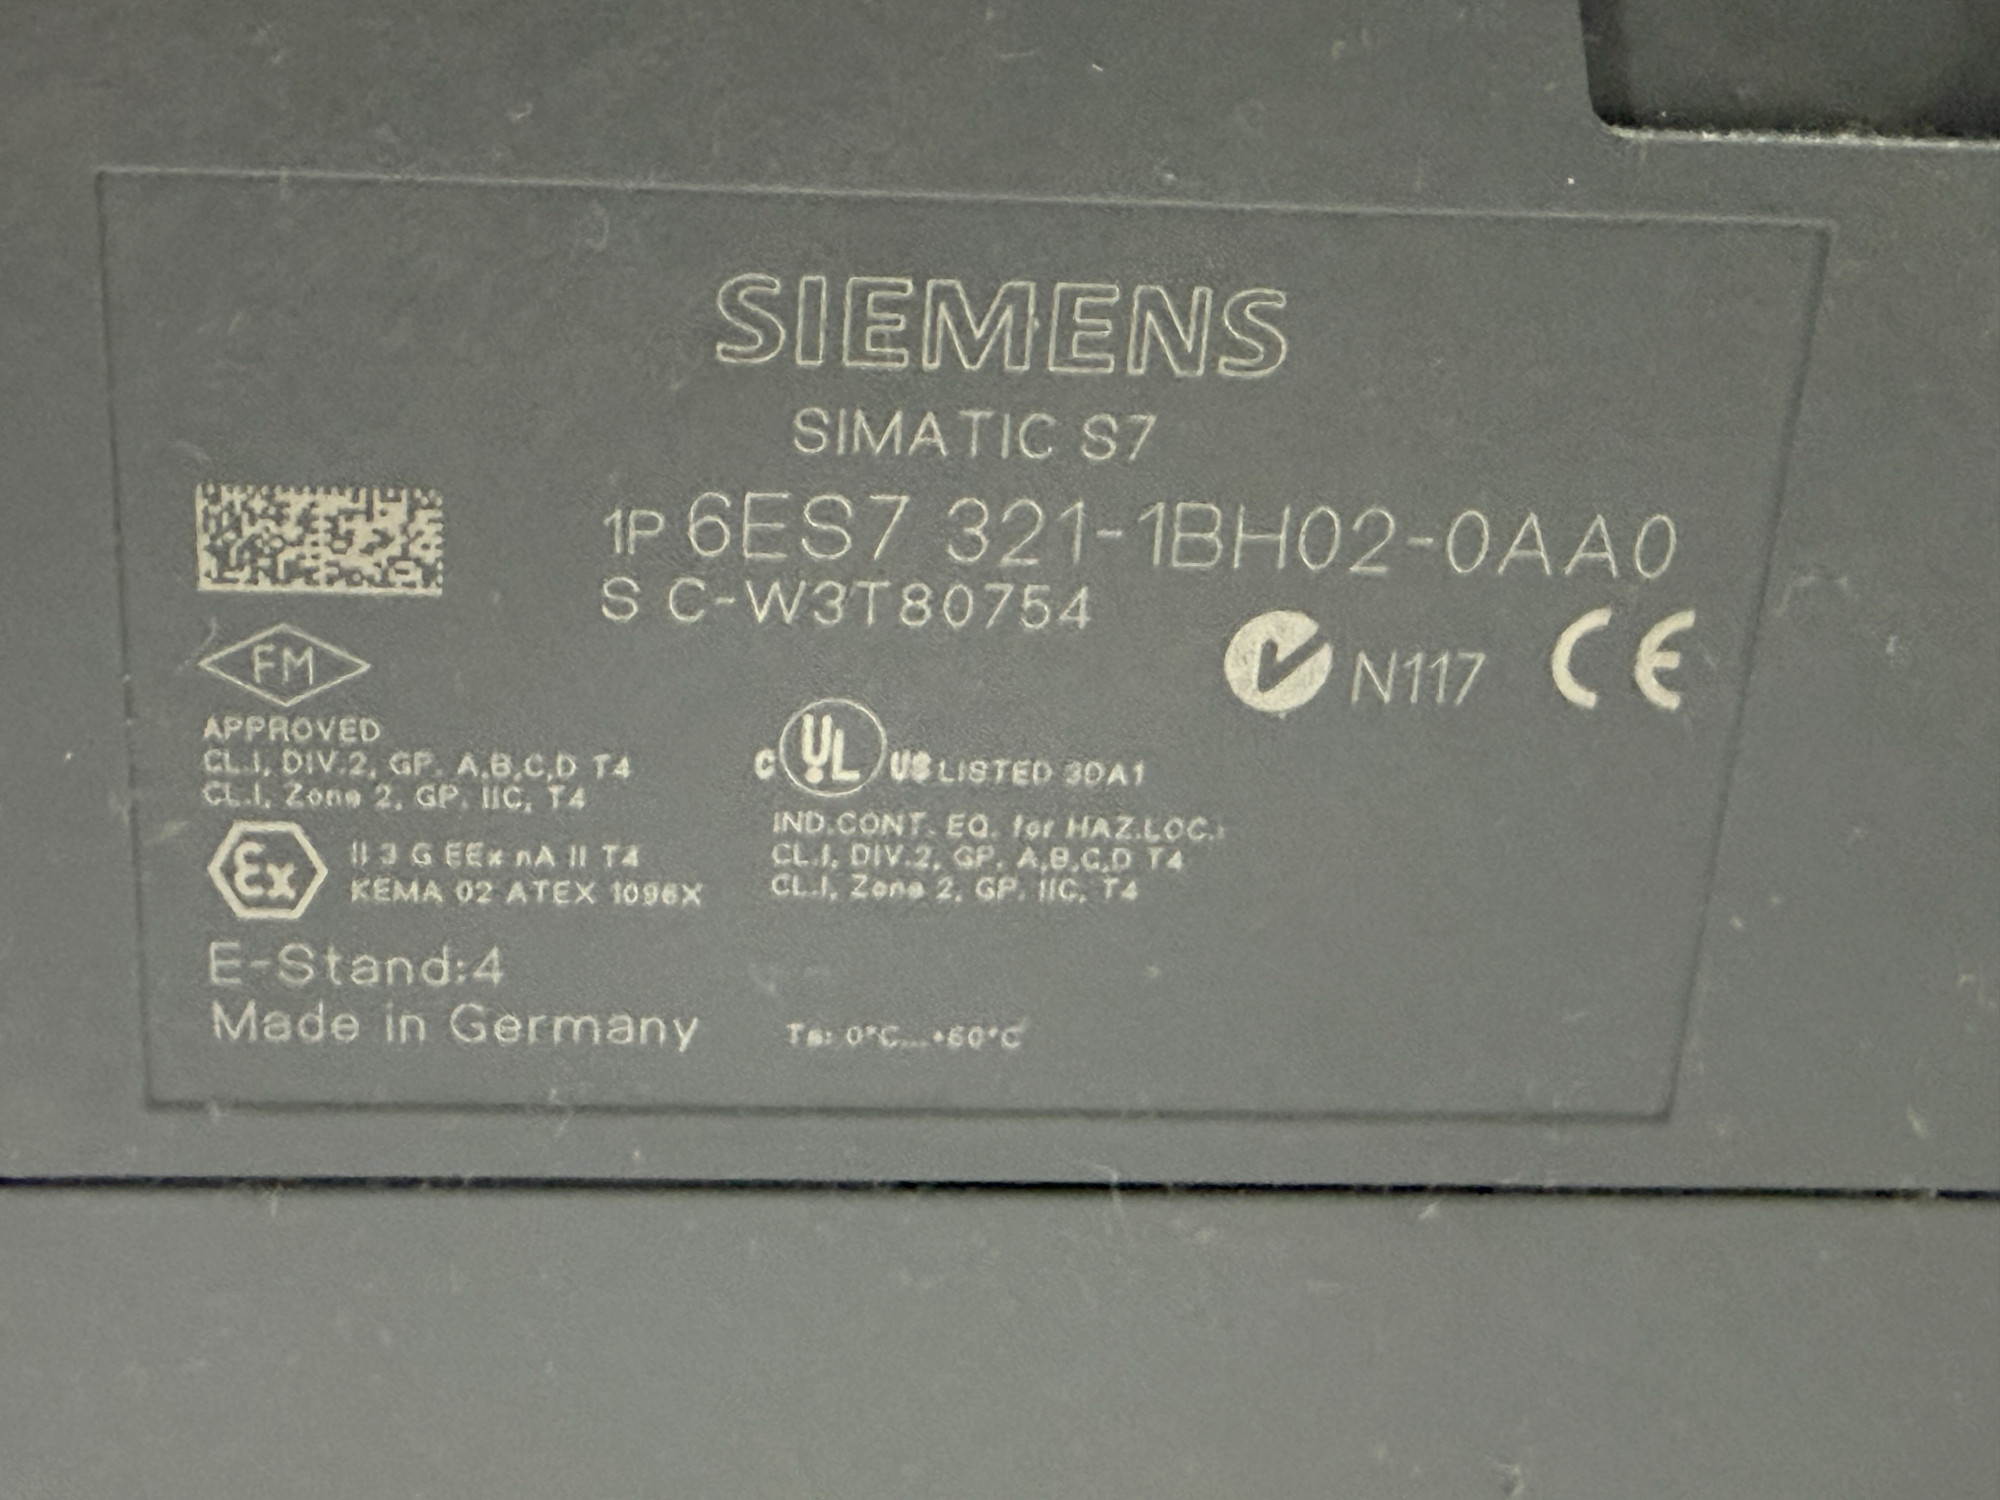 SIEMENS
SIMATIC S7
1P 6ES7 321-1BH02-0AA0
S C-W3T80754
N117 CE
FM
APPROVED
CL.I, DIV.2, GP. A,B,C,D T4
CL.I, Zone 2, GP. IIC, T4
C UL US LISTED 3DA1
IND.CONT. EQ. for HAZ.LOC.:
CL.I, DIV.2, GP. A,B,C,D T4
CL.I, Zone 2, GP. IIC, T4
Ex II 3 G EEx nA II T4
KEMA 02 ATEX 1096X
E-Stand:4
Made in Germany
Ta: 0°C...+60°C